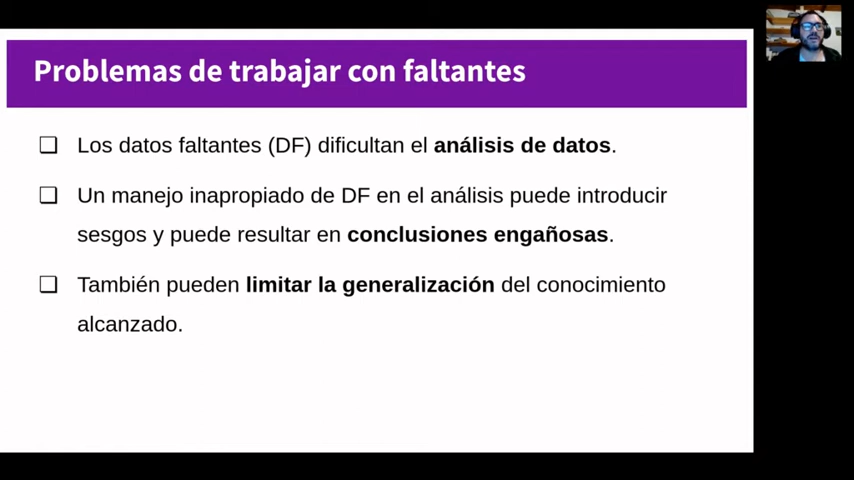 Problemas de trabajar con faltantes
❏ Los datos faltantes (DF) dificultan el análisis de datos.
❏ Un manejo inapropiado de DF en el análisis puede introducir
sesgos y puede resultar en conclusiones engañosas.
❏ También pueden limitar la generalización del conocimiento
alcanzado.